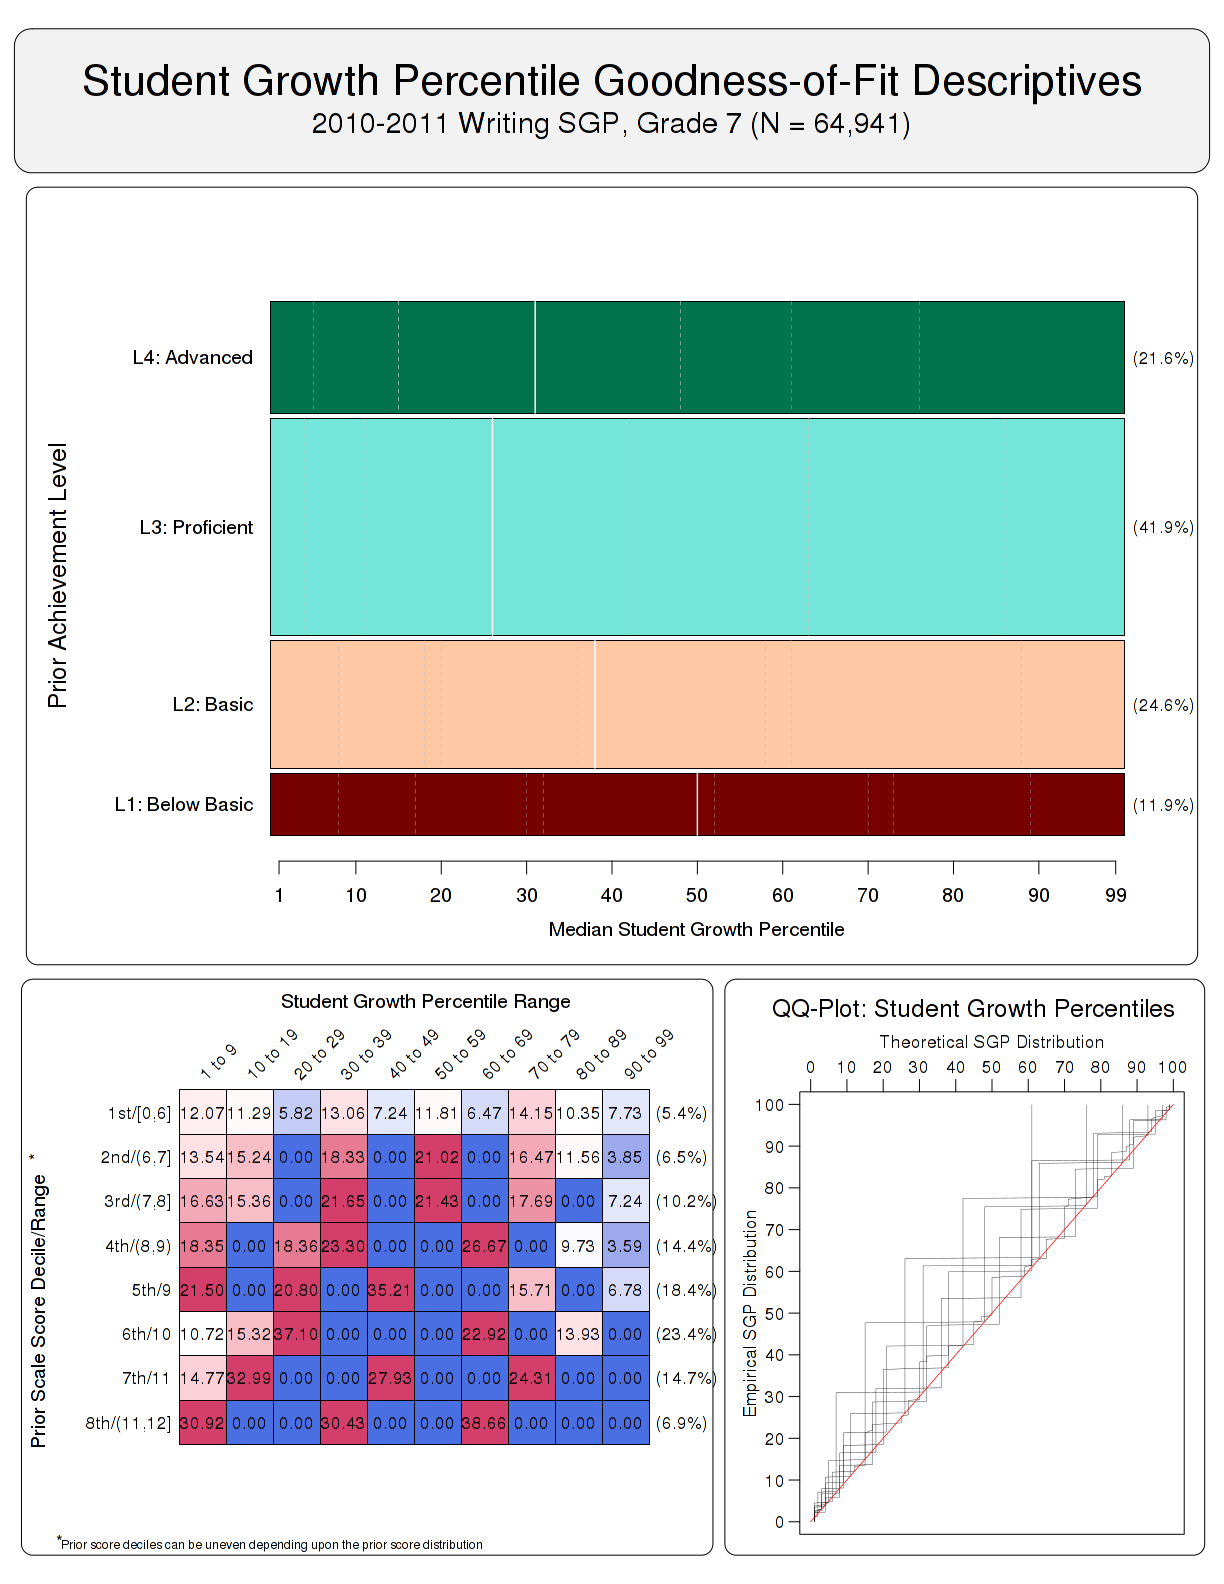 Student Growth Percentile Goodness-of-Fit Descriptives
2010-2011 Writing SGP, Grade 7 (N = 64,941)
Prior Achievement Level
L4: Advanced (21.6%)
L3: Proficient (41.9%)
L2: Basic (24.6%)
L1: Below Basic (11.9%)
1 10 20 30 40 50 60 70 80 90 99
Median Student Growth Percentile
Student Growth Percentile Range
1 to 9 10 to 19 20 to 29 30 to 39 40 to 49 50 to 59 60 to 69 70 to 79 80 to 89 90 to 99
Prior Scale Score Decile/Range *
1st/[0,6] 12.07 11.29 5.82 13.06 7.24 11.81 6.47 14.15 10.35 7.73 (5.4%)
2nd/(6,7] 13.54 15.24 0.00 18.33 0.00 21.02 0.00 16.47 11.56 3.85 (6.5%)
3rd/(7,8] 16.63 15.36 0.00 21.65 0.00 21.43 0.00 17.69 0.00 7.24 (10.2%)
4th/(8,9) 18.35 0.00 18.36 23.30 0.00 0.00 26.67 0.00 9.73 3.59 (14.4%)
5th/9 21.50 0.00 20.80 0.00 35.21 0.00 0.00 15.71 0.00 6.78 (18.4%)
6th/10 10.72 15.32 37.10 0.00 0.00 0.00 22.92 0.00 13.93 0.00 (23.4%)
7th/11 14.77 32.99 0.00 0.00 27.93 0.00 0.00 24.31 0.00 0.00 (14.7%)
8th/(11,12] 30.92 0.00 0.00 30.43 0.00 0.00 38.66 0.00 0.00 0.00 (6.9%)
*Prior score deciles can be uneven depending upon the prior score distribution
QQ-Plot: Student Growth Percentiles
Theoretical SGP Distribution
0 10 20 30 40 50 60 70 80 90 100
Empirical SGP Distribution
100
90
80
70
60
50
40
30
20
10
0